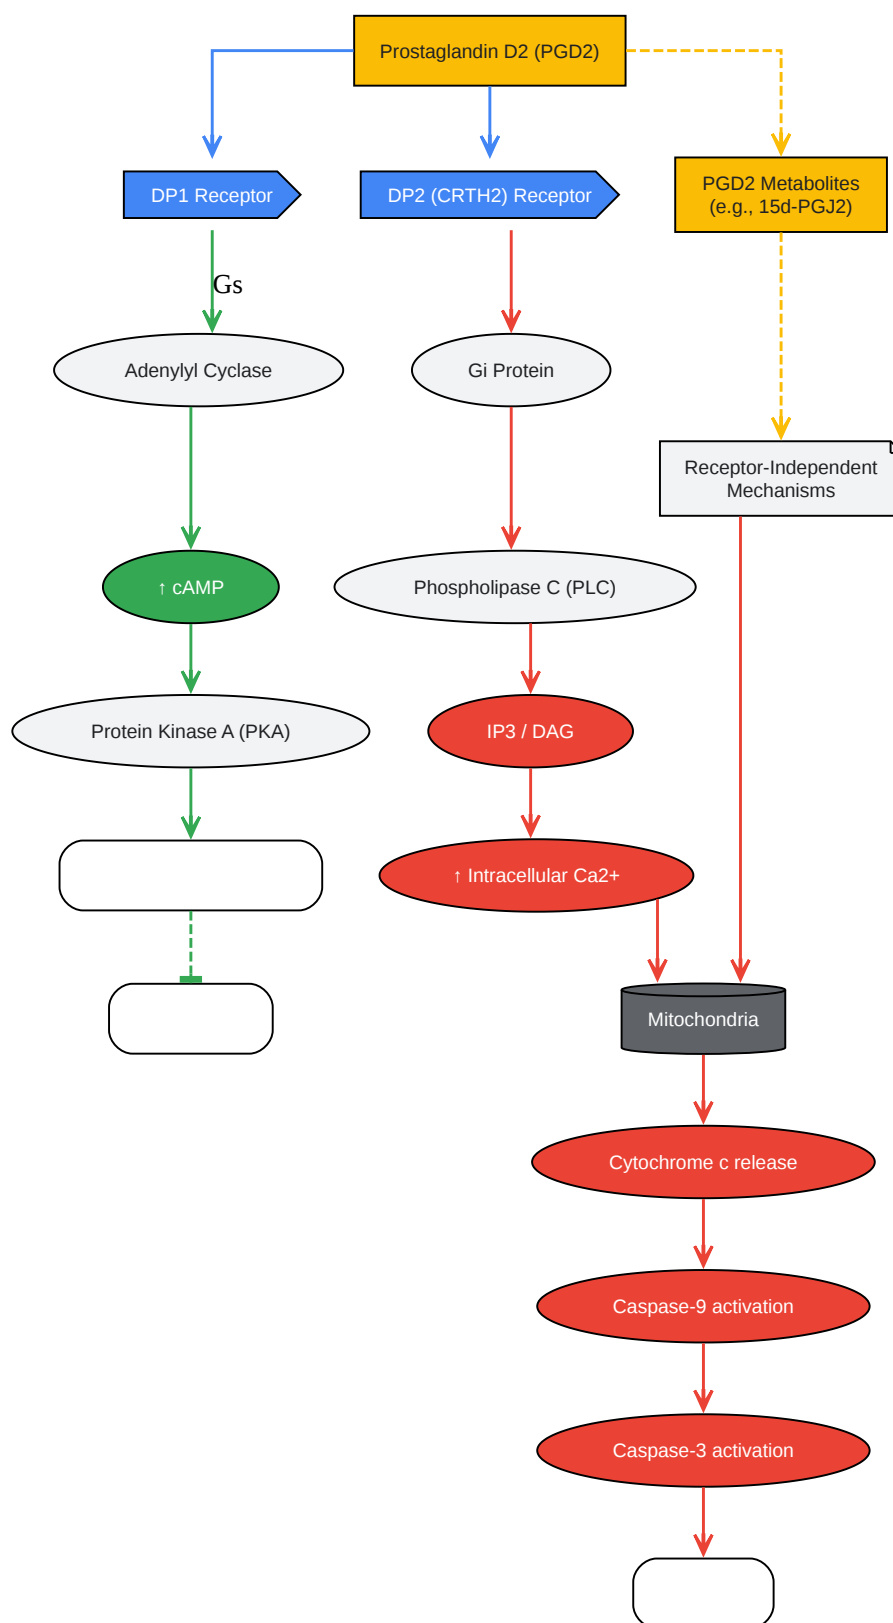 Prostaglandin D2 (PGD2)
DP1 Receptor
DP2 (CRTH2) Receptor
PGD2 Metabolites
(e.g., 15d-PGJ2)
Gs
Adenylyl Cyclase
Gi Protein
Receptor-Independent
Mechanisms
↑ cAMP
Phospholipase C (PLC)
Protein Kinase A (PKA)
IP3 / DAG
↑ Intracellular Ca2+
Mitochondria
Cytochrome c release
Caspase-9 activation
Caspase-3 activation